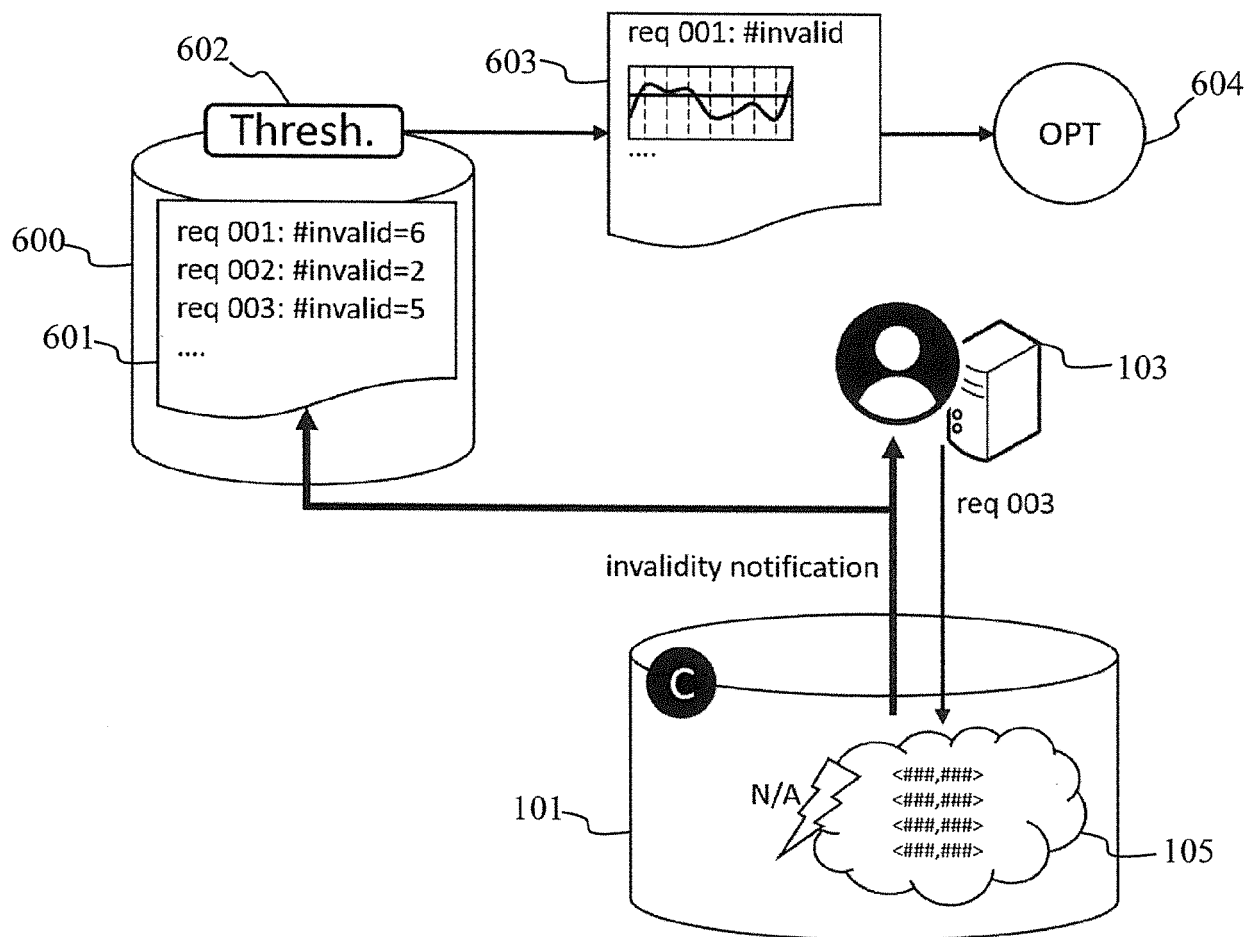 602
603
req 001: #invalid
....
604
Thresh.
OPT
600
req 001: #invalid=6
req 002: #invalid=2
req 003: #invalid=5
....
601
103
req 003
invalidity notification
C
N/A
<###,###>
<###,###>
<###,###>
<###,###>
101
105